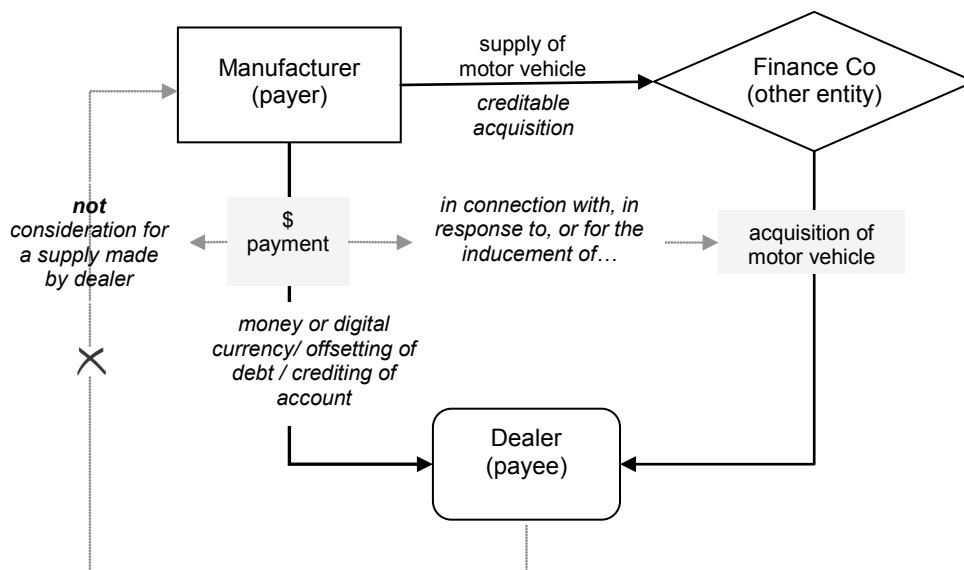 Manufacturer
(payer)
supply of
motor vehicle
creditable
acquisition
Finance Co
(other entity)
not
consideration for
a supply made
by dealer
$
payment
in connection with, in
response to, or for the
inducement of…
acquisition of
motor vehicle
money or digital
currency/ offsetting of
debt / crediting of
account
Dealer
(payee)